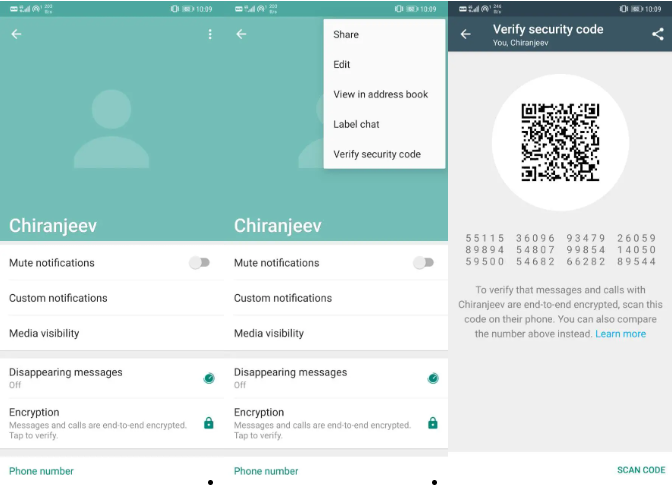 10:09
Chiranjeev
Mute notifications
Custom notifications
Media visibility
Disappearing messages
Off
Encryption
Messages and calls are end-to-end encrypted.
Tap to verify.
Phone number
10:09
Share
Edit
View in address book
Label chat
Verify security code
Chiranjeev
Mute notifications
Custom notifications
Media visibility
Disappearing messages
Off
Encryption
Messages and calls are end-to-end encrypted.
Tap to verify.
Phone number
10:09
Verify security code
You, Chiranjeev
55115 36096 93479 26059
89894 54807 99854 14050
59500 54682 66282 89544
To verify that messages and calls with
Chiranjeev are end-to-end encrypted, scan this
code on their phone. You can also compare
the number above instead. Learn more
SCAN CODE